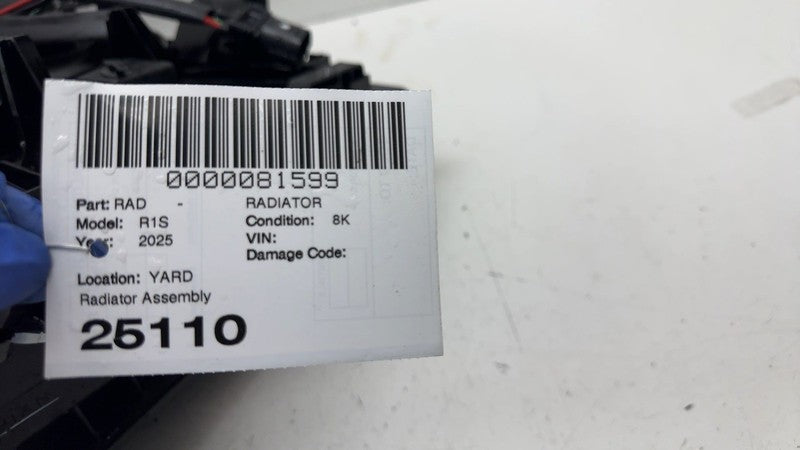 0000081599
Part: RAD - RADIATOR
Model: R1S Condition: 8K
Year: 2025 VIN:
Damage Code:
Location: YARD
Radiator Assembly
25110